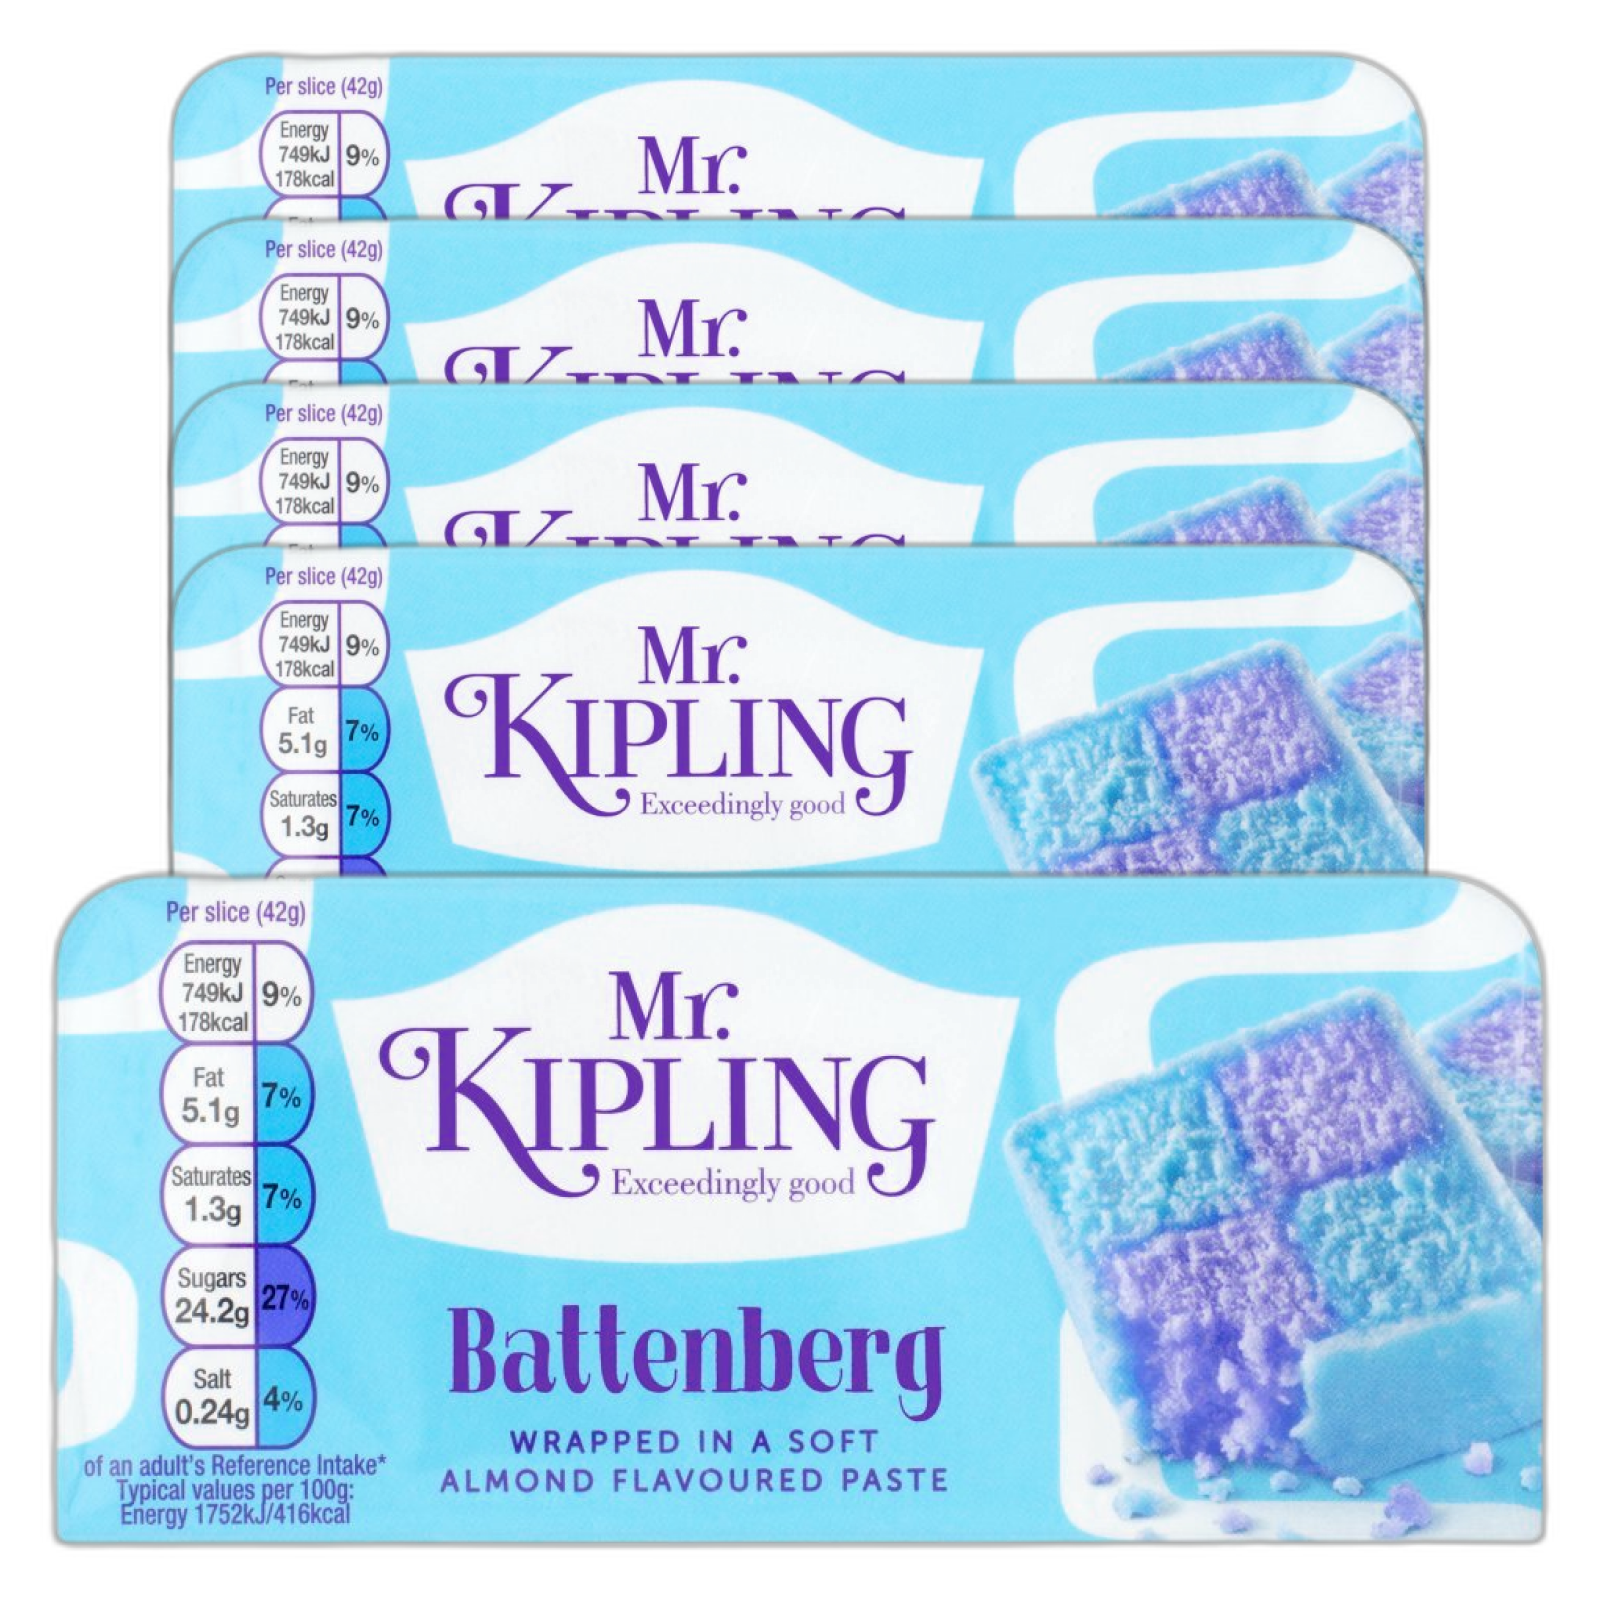 Per slice (42g)
Energy
749kJ
178kcal
9%
Mr.
KIPLING
Per slice (42g)
Energy
749kJ
178kcal
9%
Mr.
KIPLING
Per slice (42g)
Energy
749kJ
178kcal
9%
Mr.
KIPLING
Per slice (42g)
Energy
749kJ
178kcal
9%
Fat
5.1g
7%
Saturates
1.3g
7%
Mr.
KIPLING
Exceedingly good
Per slice (42g)
Energy
749kJ
178kcal
9%
Fat
5.1g
7%
Saturates
1.3g
7%
Sugars
24.2g
27%
Salt
0.24g
4%
of an adult's Reference Intake*
Typical values per 100g:
Energy 1752kJ/416kcal
Mr.
KIPLING
Exceedingly good
Battenberg
WRAPPED IN A SOFT
ALMOND FLAVOURED PASTE